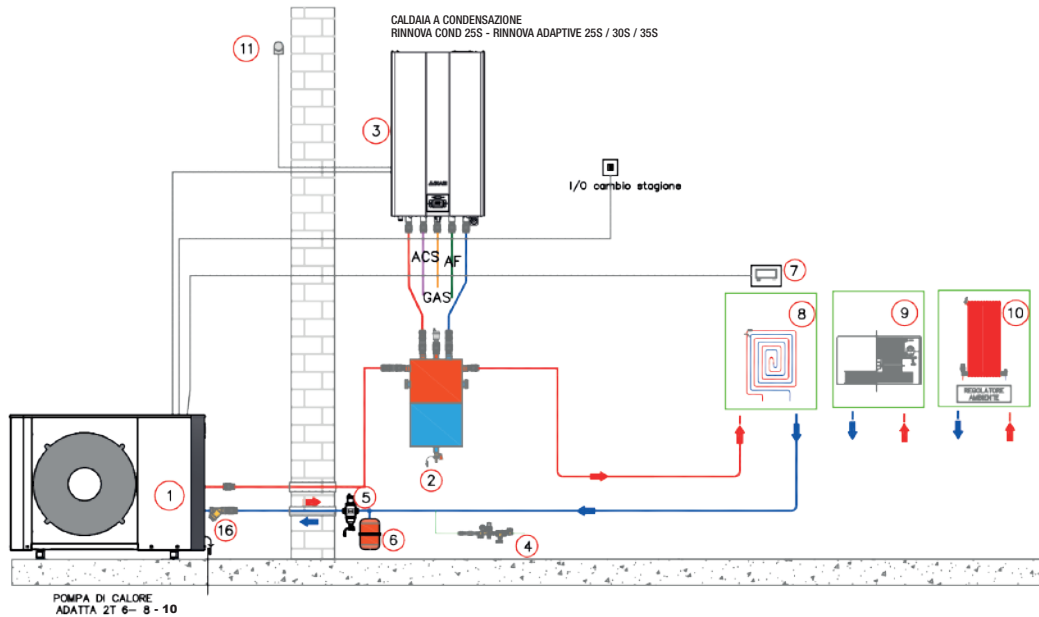 CALDAIA A CONDENSAZIONE
RINNOVA COND 25S - RINNOVA ADAPTIVE 25S / 30S / 35S
11
3
I/O cambio stagione
ACS
AF
GAS
7
8
9
10
REGOLATORE
AMBIENTE
1
2
5
16
6
4
POMPA DI CALORE
ADATTA 2T 6- 8 - 10